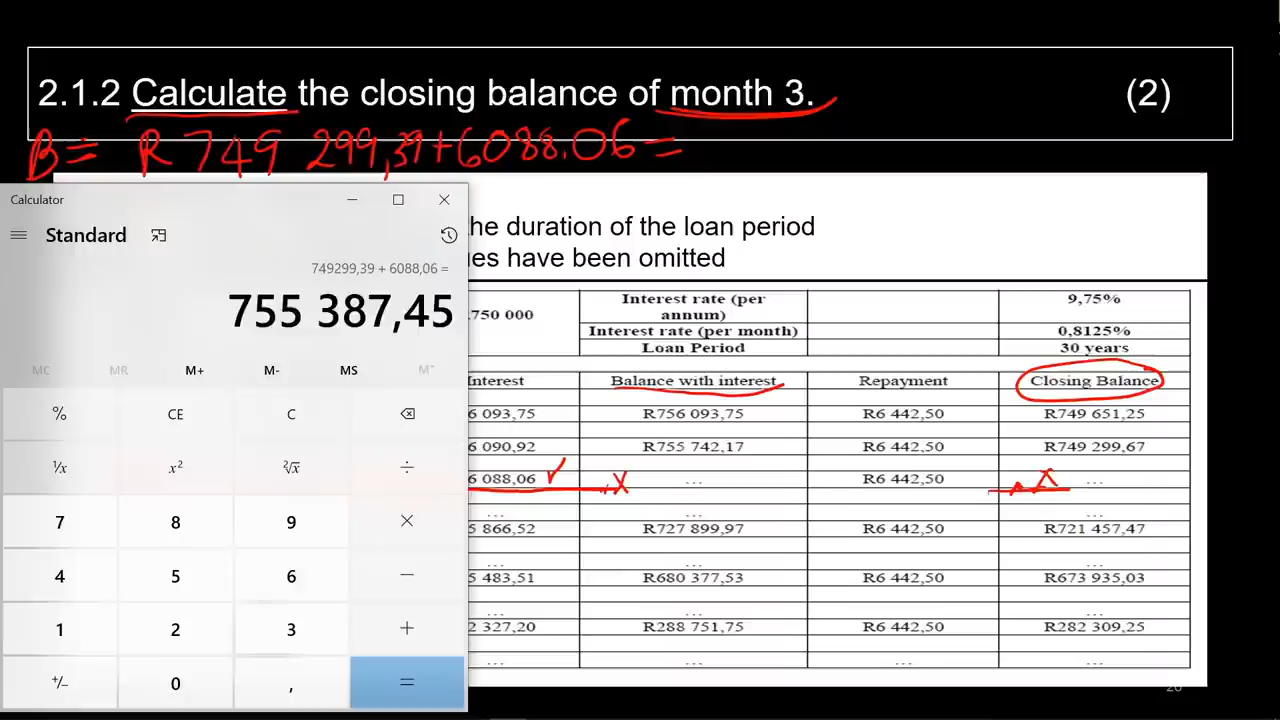 2.1.2 Calculate the closing balance of month 3. (2)
B = R 749 299,39+6088.06=
Calculator
Standard
749299,39 + 6088,06 =
755 387,45
MC MR M+ M- MS
% CE C
7 8 9 ×
4 5 6 −
1 2 3 +
+/− 0 , =
he duration of the loan period
es have been omitted
750 000 Interest rate (per annum) 9,75%
Interest rate (per month) 0,8125%
Loan Period 30 years
nterest Balance with interest Repayment Closing Balance
6 093,75 R756 093,75 R6 442,50 R749 651,25
6 090,92 R755 742,17 R6 442,50 R749 299,67
6 088,06 ✓ X ... R6 442,50 X ...
... ... ...
5 866,52 R727 899,97 R6 442,50 R721 457,47
... ... ...
5 483,51 R680 377,53 R6 442,50 R673 935,03
... ... ...
2 327,20 R288 751,75 R6 442,50 R282 309,25
... ... ... ...